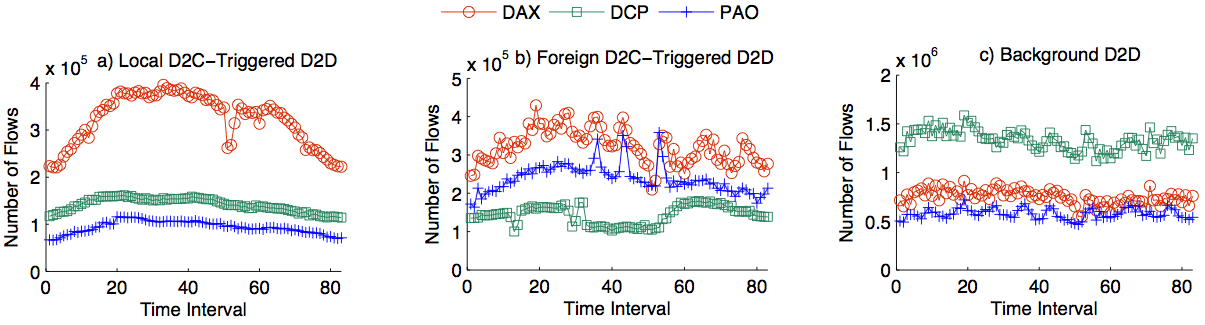 DAX DCP PAO
x 10^5 a) Local D2C-Triggered D2D
Number of Flows
4
3
2
1
0
0 20 40 60 80
Time Interval
x 10^5 b) Foreign D2C-Triggered D2D
Number of Flows
5
4
3
2
1
0
0 20 40 60 80
Time Interval
x 10^6 c) Background D2D
Number of Flows
2
1.5
1
0.5
0
0 20 40 60 80
Time Interval